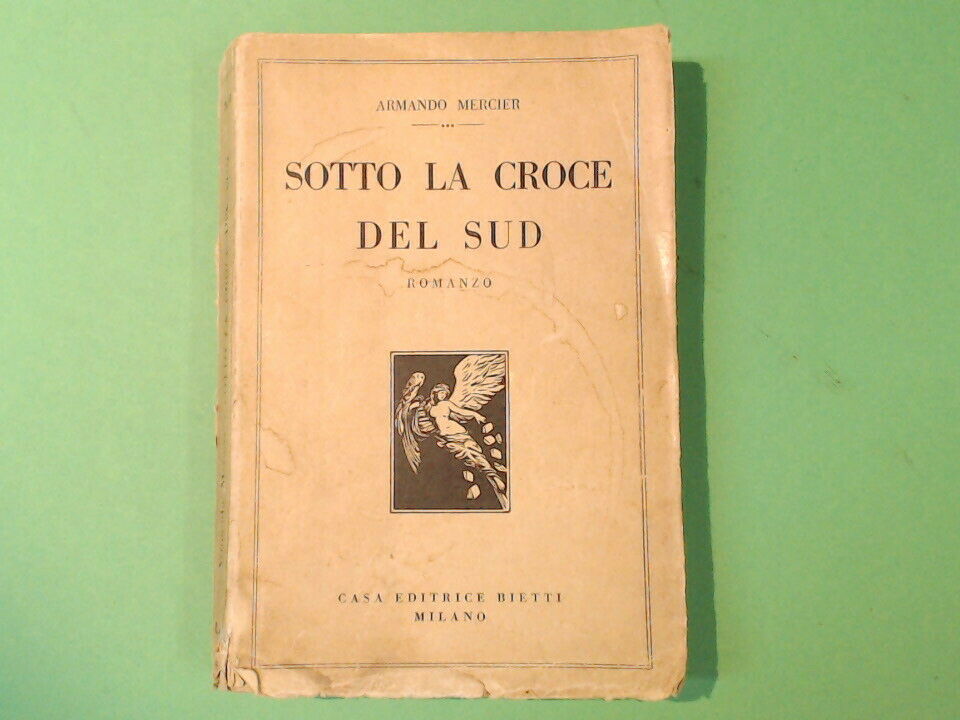 ARMANDO MERCIER
SOTTO LA CROCE
DEL SUD
ROMANZO
CASA EDITRICE BIETTI
MILANO